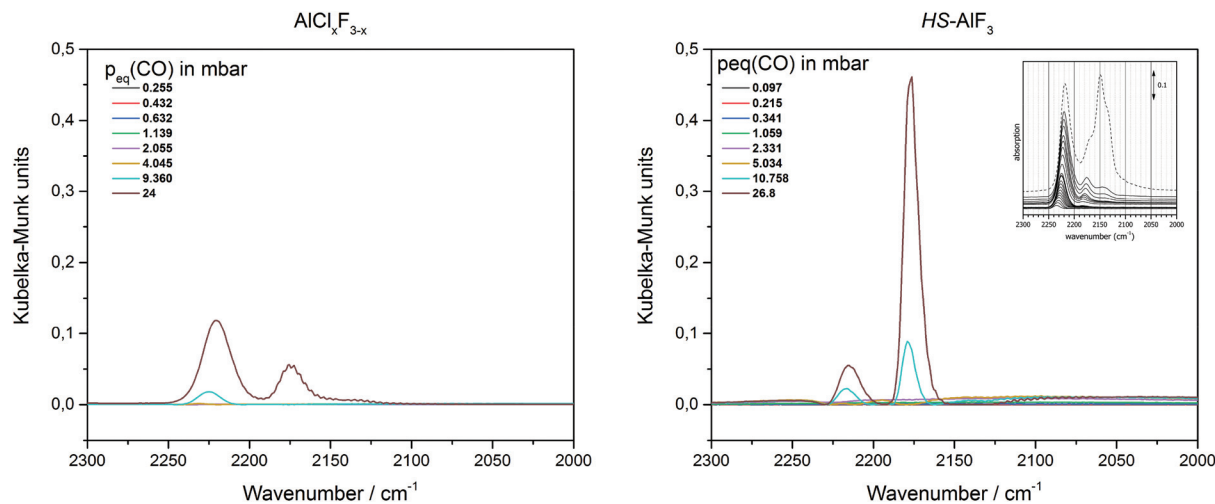 AlClxF3-x
0,5
0,4
0,3
0,2
0,1
0,0
Kubelka-Munk units
peq(CO) in mbar
0.255
0.432
0.632
1.139
2.055
4.045
9.360
24
2300 2250 2200 2150 2100 2050 2000
Wavenumber / cm-1
HS-AlF3
0,5
0,4
0,3
0,2
0,1
0,0
Kubelka-Munk units
peq(CO) in mbar
0.097
0.215
0.341
1.059
2.331
5.034
10.758
26.8
absorption
0.1
2300 2250 2200 2150 2100 2050 2000
wavenumber (cm-1)
2300 2250 2200 2150 2100 2050 2000
Wavenumber / cm-1